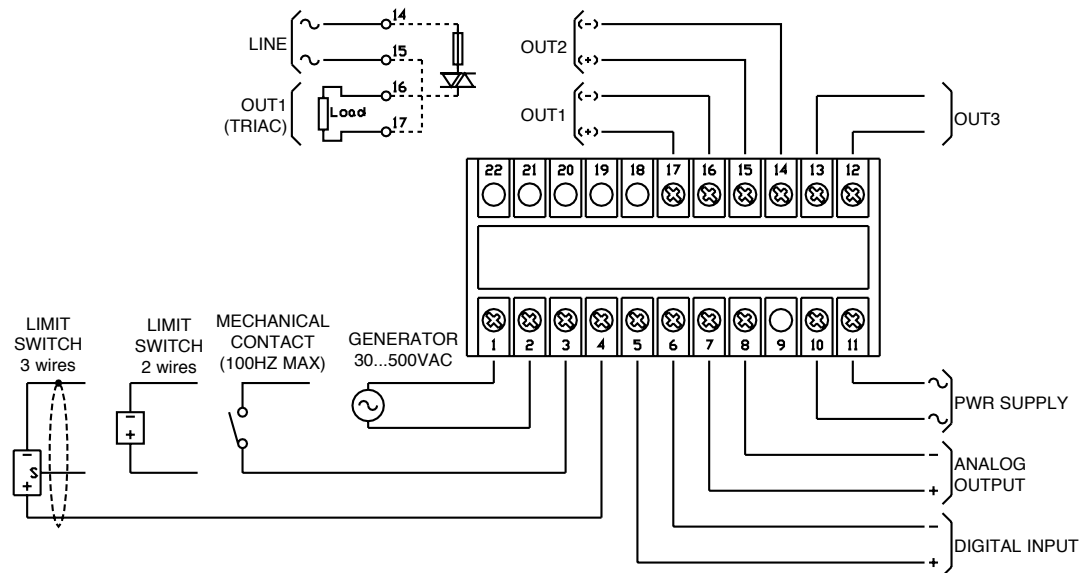 LINE
14
15
OUT1
(TRIAC)
Load
16
17
OUT2
(-)
(+)
OUT1
(-)
(+)
OUT3
22 21 20 19 18 17 16 15 14 13 12
1 2 3 4 5 6 7 8 9 10 11
LIMIT
SWITCH
3 wires
LIMIT
SWITCH
2 wires
MECHANICAL
CONTACT
(100HZ MAX)
GENERATOR
30...500VAC
-
S
+
-
+
PWR SUPPLY
-
+
ANALOG
OUTPUT
-
+
DIGITAL INPUT